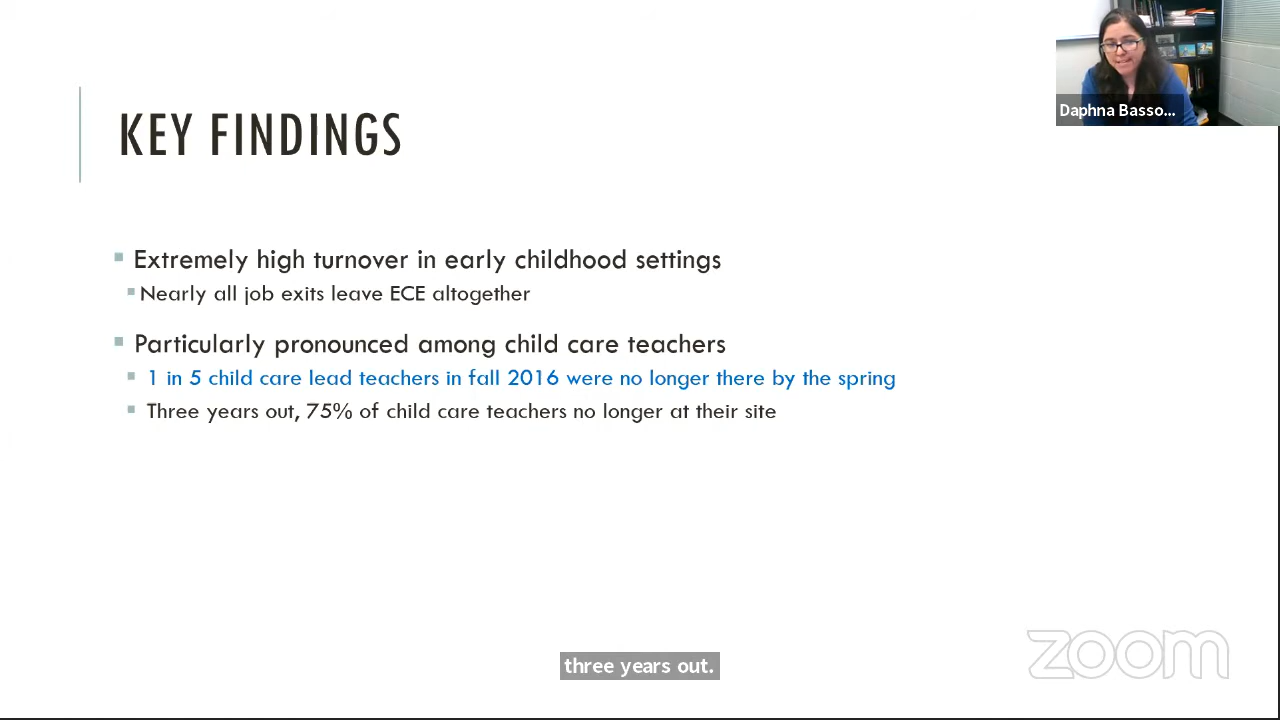 Daphna Basso...
KEY FINDINGS
Extremely high turnover in early childhood settings
Nearly all job exits leave ECE altogether
Particularly pronounced among child care teachers
1 in 5 child care lead teachers in fall 2016 were no longer there by the spring
Three years out, 75% of child care teachers no longer at their site
three years out.
zoom